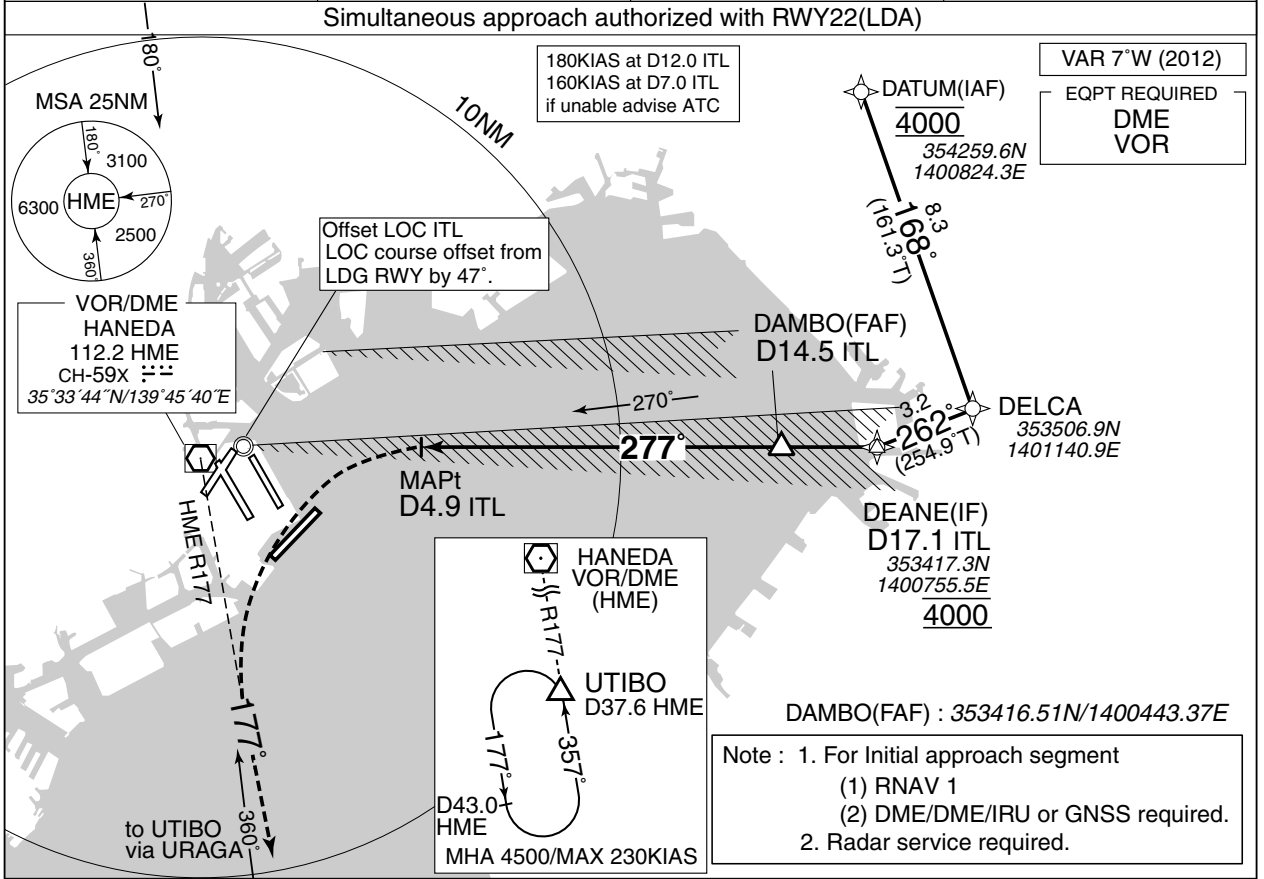 Simultaneous approach authorized with RWY22(LDA)
180°
MSA 25NM
180°
3100
HME
6300
270°
2500
360°
10NM
180KIAS at D12.0 ITL
160KIAS at D7.0 ITL
if unable advise ATC
VAR 7°W (2012)
EQPT REQUIRED
DME
VOR
DATUM(IAF)
4000
354259.6N
1400824.3E
8.3
168°
(161.3°T)
Offset LOC ITL
LOC course offset from
LDG RWY by 47°.
VOR/DME
HANEDA
112.2 HME
CH-59X
35°33´44˝N/139°45´40˝E
DAMBO(FAF)
D14.5 ITL
270°
277°
3.2
262°
(254.9°T)
DELCA
353506.9N
1401140.9E
MAPt
D4.9 ITL
HME R177
DEANE(IF)
D17.1 ITL
353417.3N
1400755.5E
4000
HANEDA
VOR/DME
(HME)
R177
UTIBO
D37.6 HME
177°
357°
D43.0
HME
MHA 4500/MAX 230KIAS
177°
360°
to UTIBO
via URAGA
DAMBO(FAF) : 353416.51N/1400443.37E
Note : 1. For Initial approach segment
(1) RNAV 1
(2) DME/DME/IRU or GNSS required.
2. Radar service required.